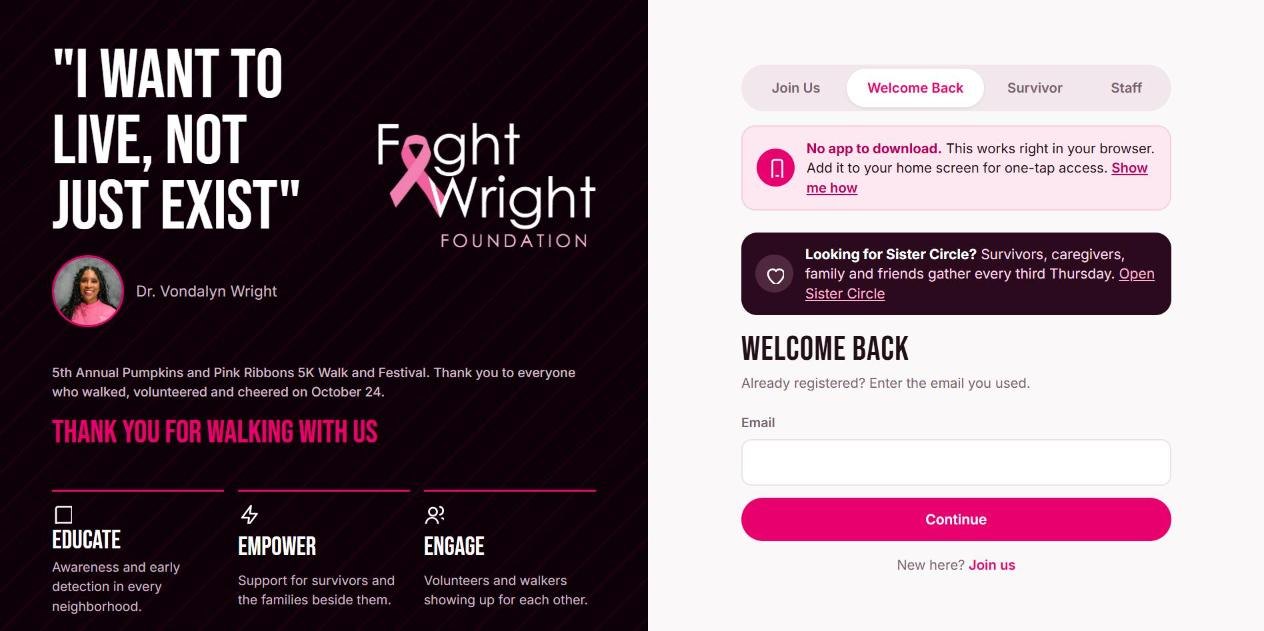 "I WANT TO
LIVE, NOT
JUST EXIST"
Fight
Wright
FOUNDATION
Dr. Vondalyn Wright
5th Annual Pumpkins and Pink Ribbons 5K Walk and Festival. Thank you to everyone
who walked, volunteered and cheered on October 24.
THANK YOU FOR WALKING WITH US
EDUCATE
Awareness and early
detection in every
neighborhood.
EMPOWER
Support for survivors and
the families beside them.
ENGAGE
Volunteers and walkers
showing up for each other.
Join Us
Welcome Back
Survivor
Staff
No app to download. This works right in your browser.
Add it to your home screen for one-tap access. Show
me how
Looking for Sister Circle? Survivors, caregivers,
family and friends gather every third Thursday. Open
Sister Circle
WELCOME BACK
Already registered? Enter the email you used.
Email
Continue
New here? Join us